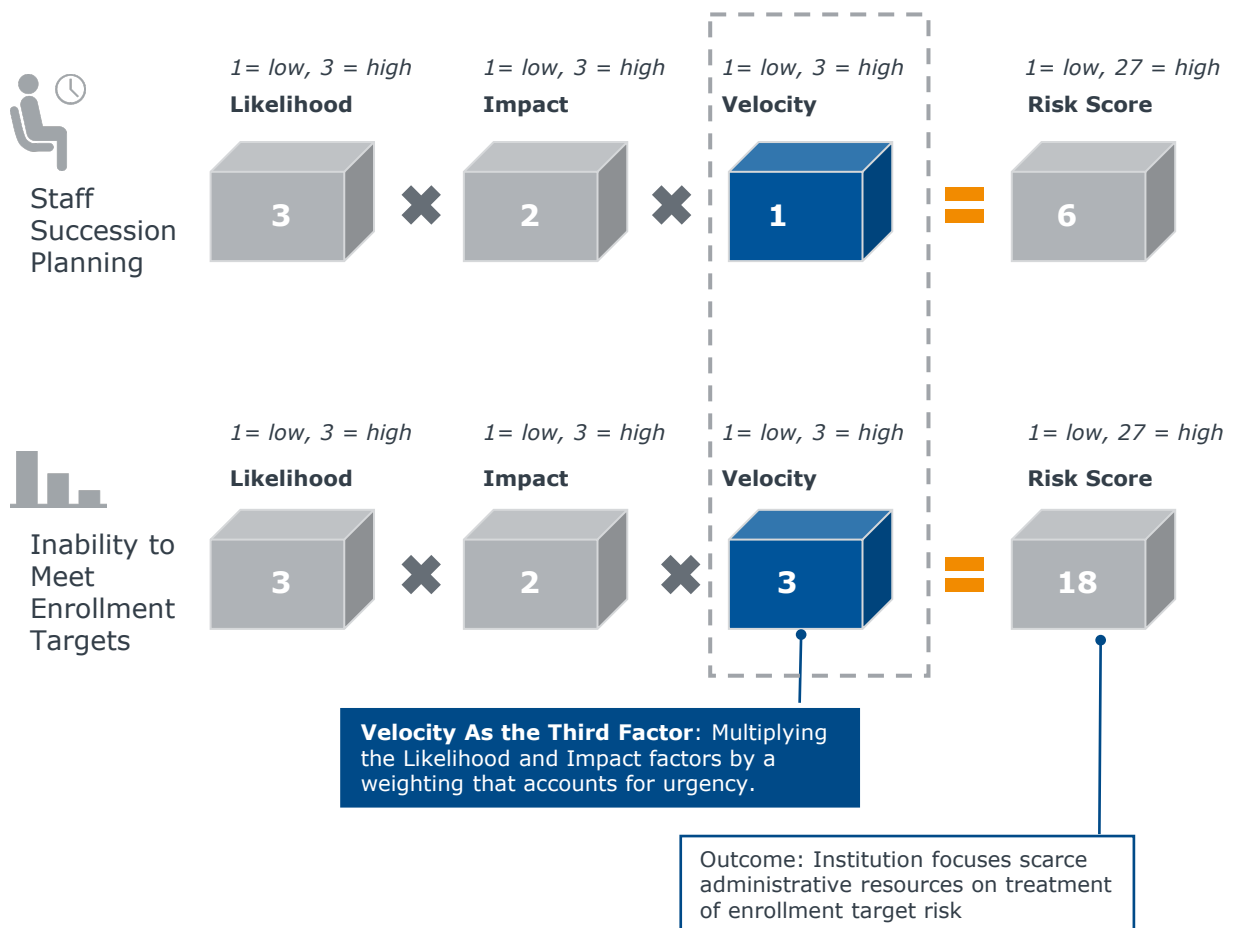 1= low, 3 = high
1= low, 3 = high
1= low, 3 = high
1= low, 27 = high
Likelihood
Impact
Velocity
Risk Score
Staff
Succession
Planning
3
2
1
6
1= low, 3 = high
1= low, 3 = high
1= low, 3 = high
1= low, 27 = high
Likelihood
Impact
Velocity
Risk Score
Inability to
Meet
Enrollment
Targets
3
2
3
18
Velocity As the Third Factor: Multiplying
the Likelihood and Impact factors by a
weighting that accounts for urgency.
Outcome: Institution focuses scarce
administrative resources on treatment
of enrollment target risk